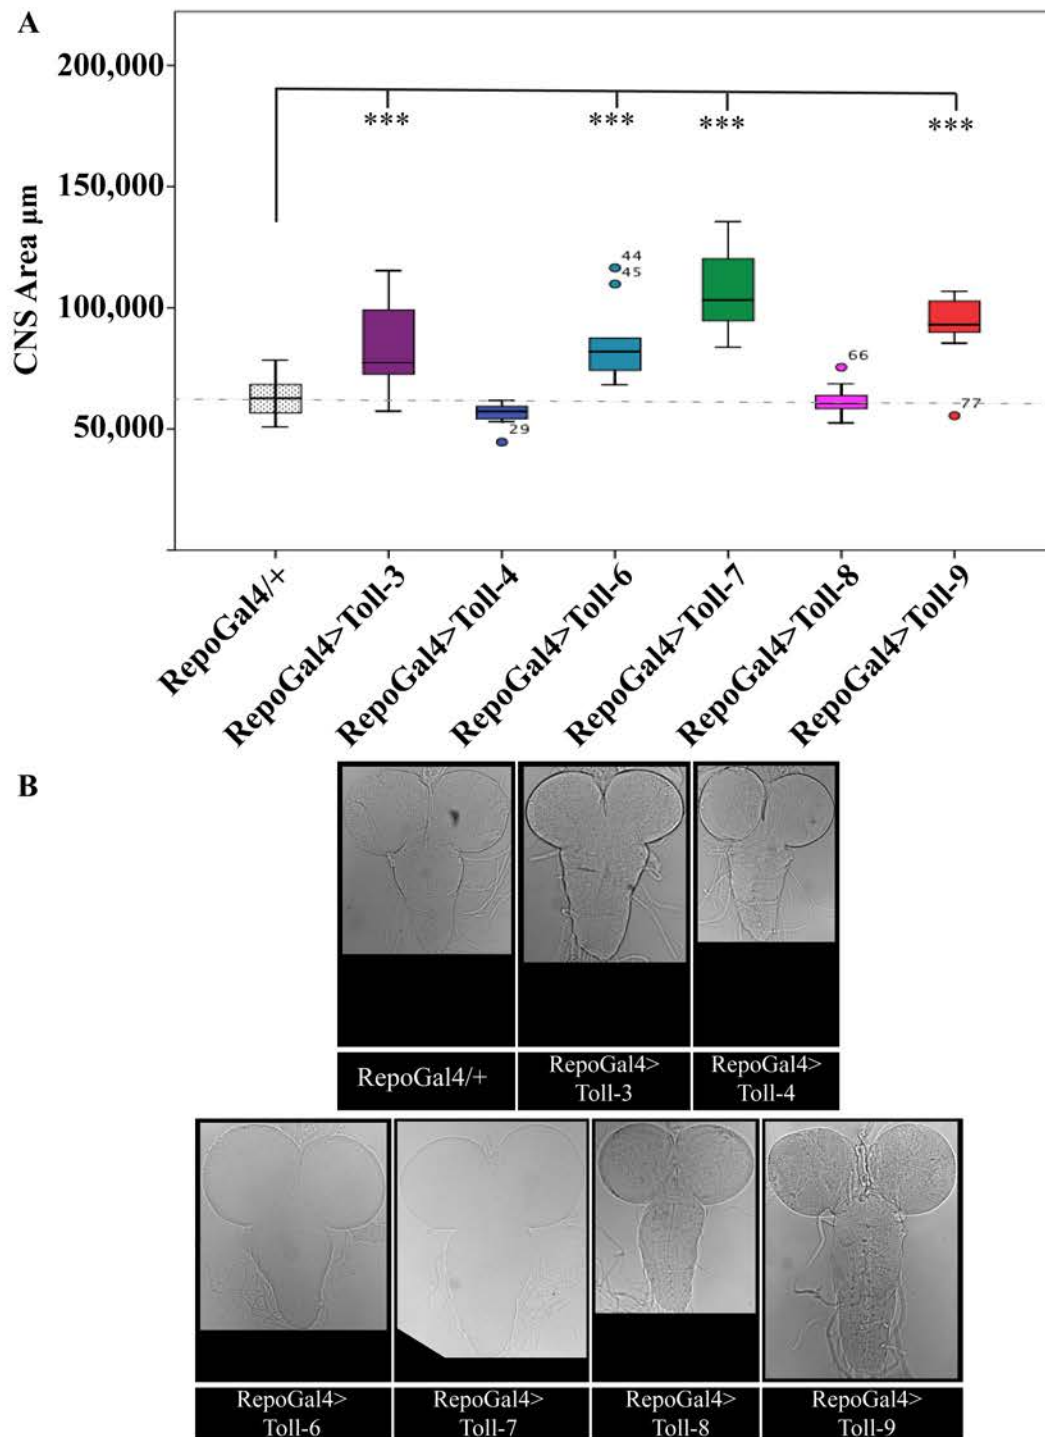 A
200,000
150,000
100,000
50,000
CNS Area µm
***
***
***
***
44
45
29
66
77
RepoGal4/+
RepoGal4>Toll-3
RepoGal4>Toll-4
RepoGal4>Toll-6
RepoGal4>Toll-7
RepoGal4>Toll-8
RepoGal4>Toll-9
B
RepoGal4/+
RepoGal4>
Toll-3
RepoGal4>
Toll-4
RepoGal4>
Toll-6
RepoGal4>
Toll-7
RepoGal4>
Toll-8
RepoGal4>
Toll-9